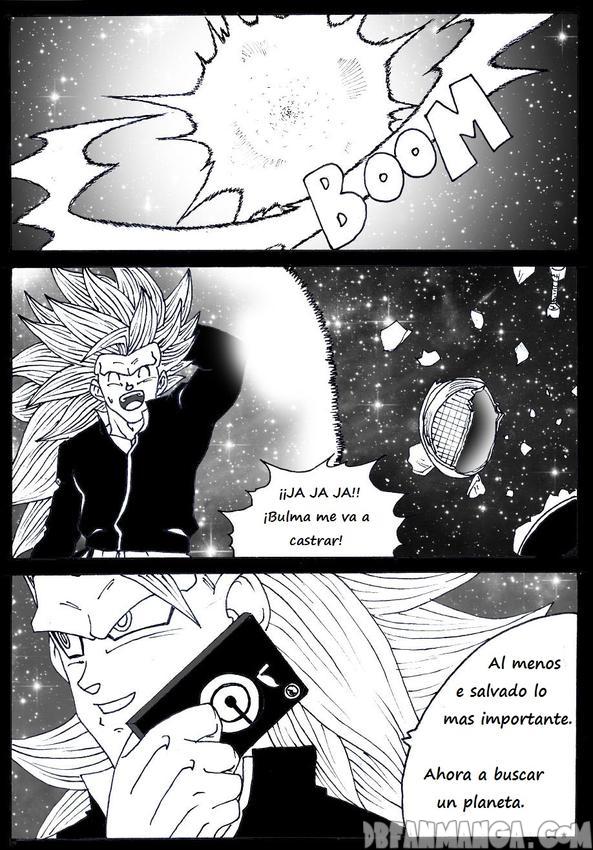 BOOM
¡¡JA JA JA!!
¡Bulma me va a
castrar!
Al menos
e salvado lo
mas importante.
Ahora a buscar
un planeta.
DBFANMANGA.COM